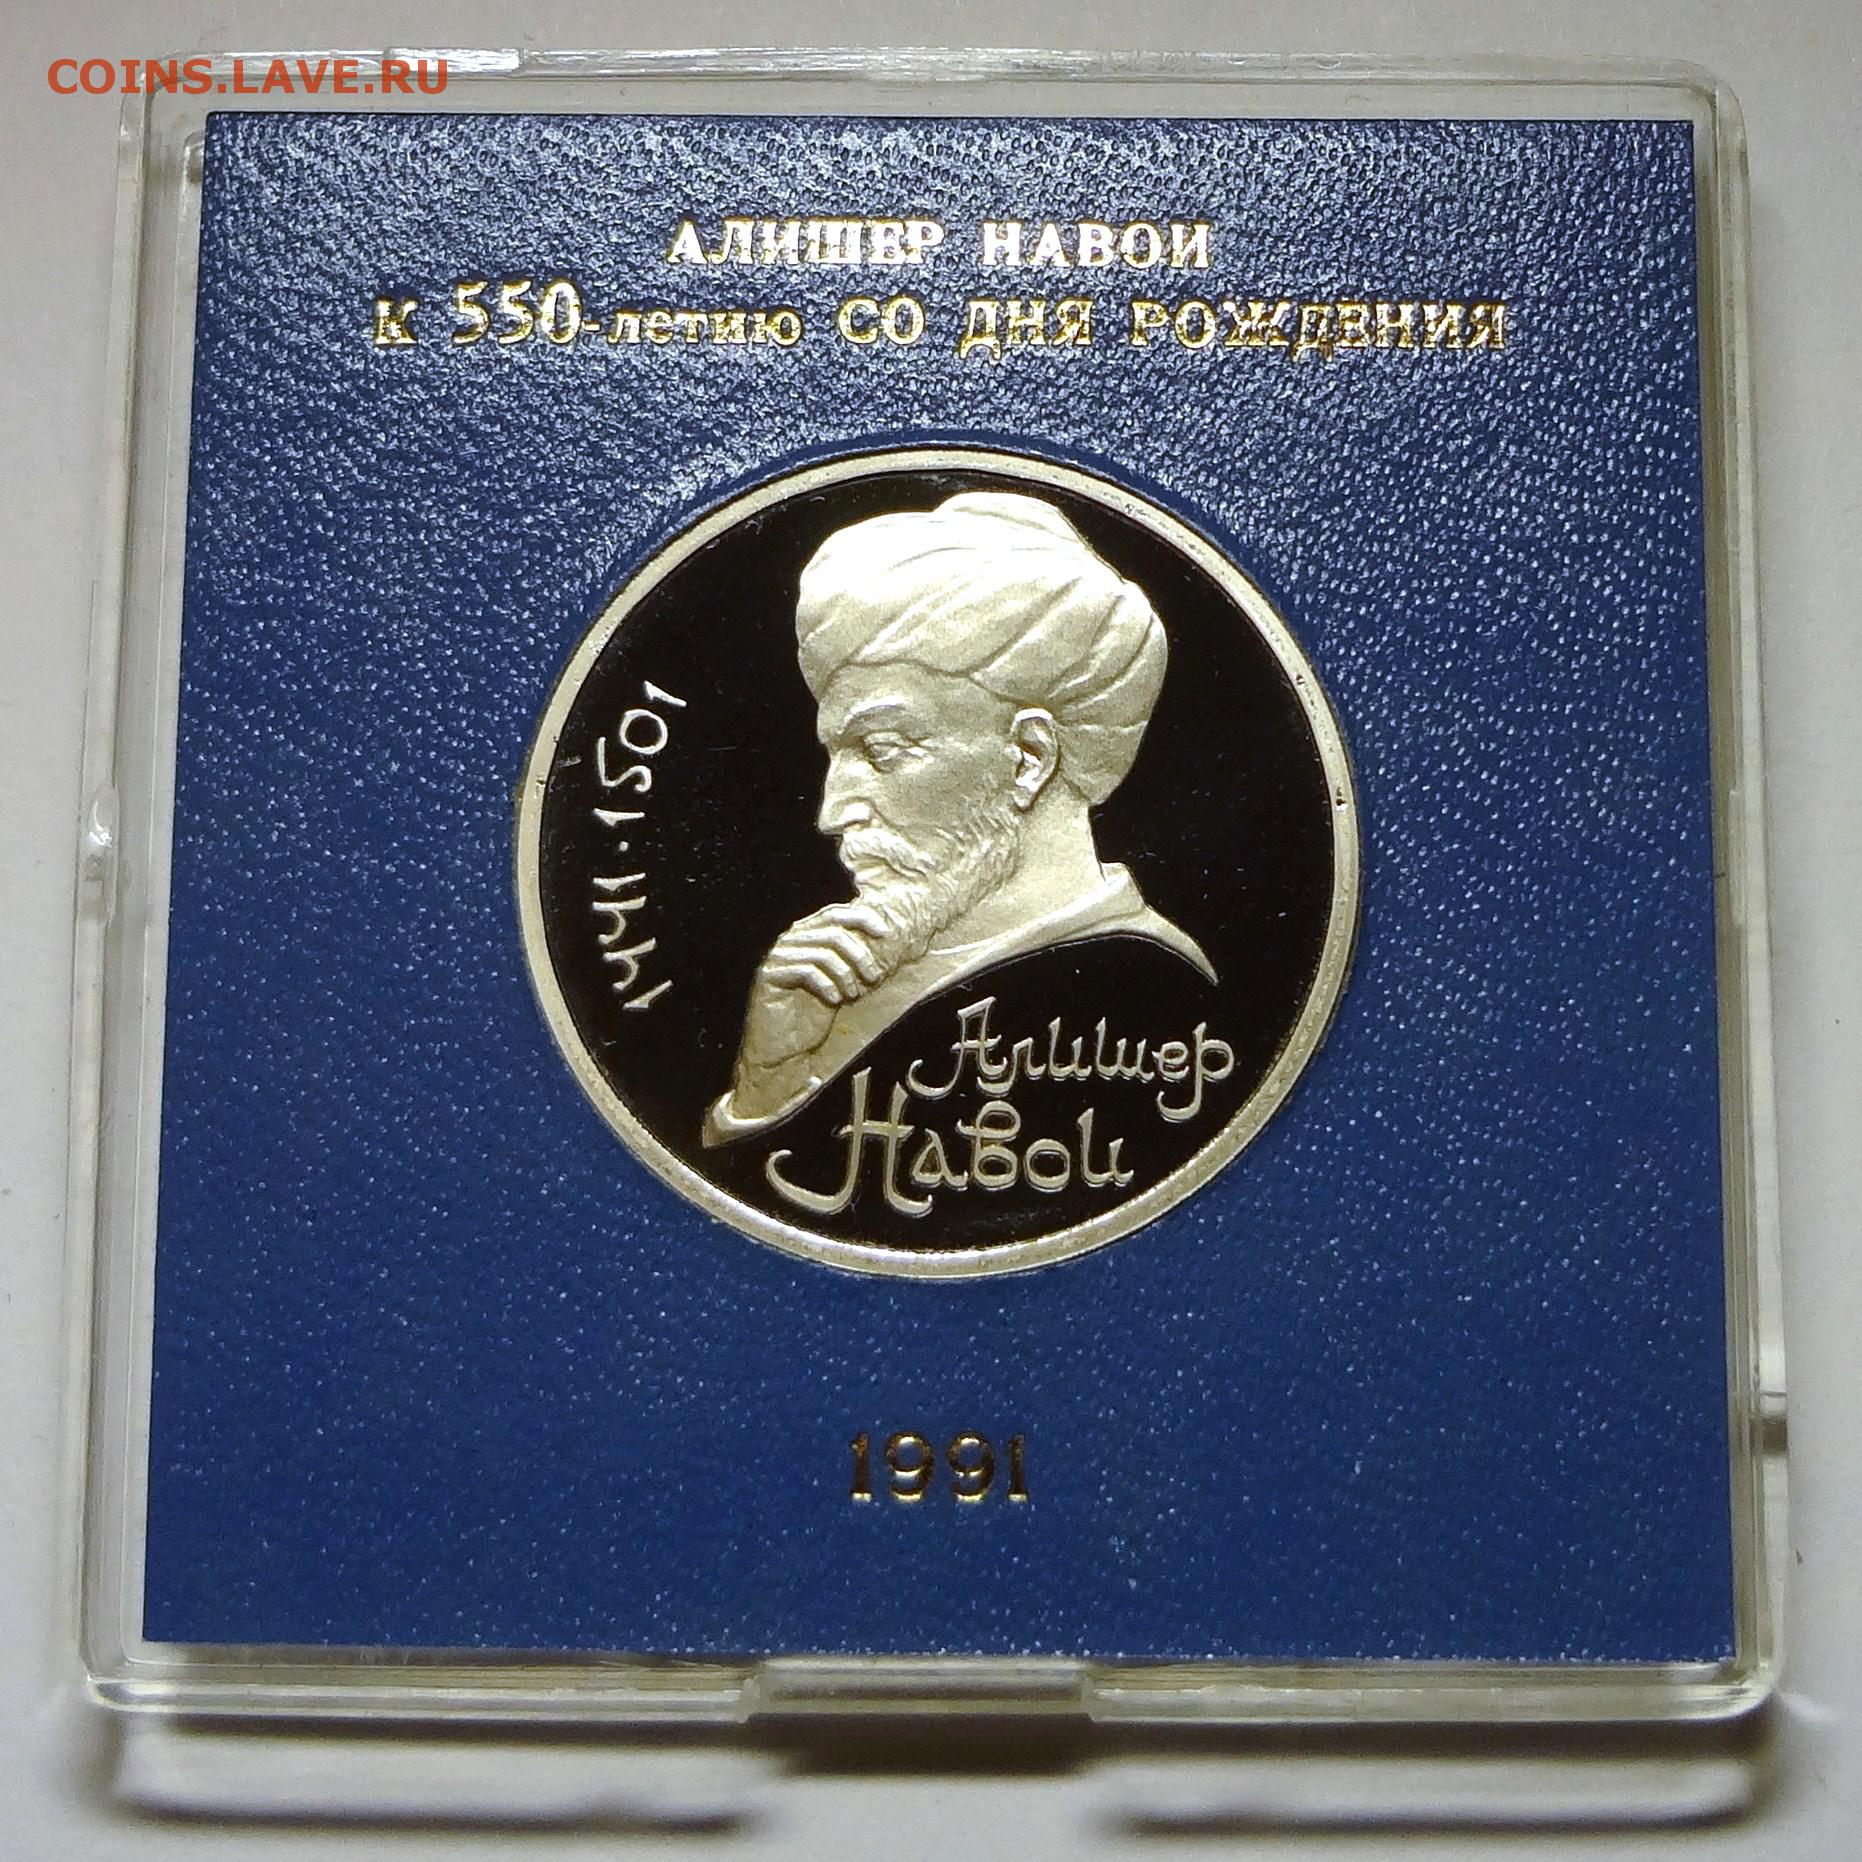 COINS.LAVE.RU
АЛИШЕР НАВОИ
К 550-летию СО ДНЯ РОЖДЕНИЯ
1441·1501
Алишер
Навои
1991